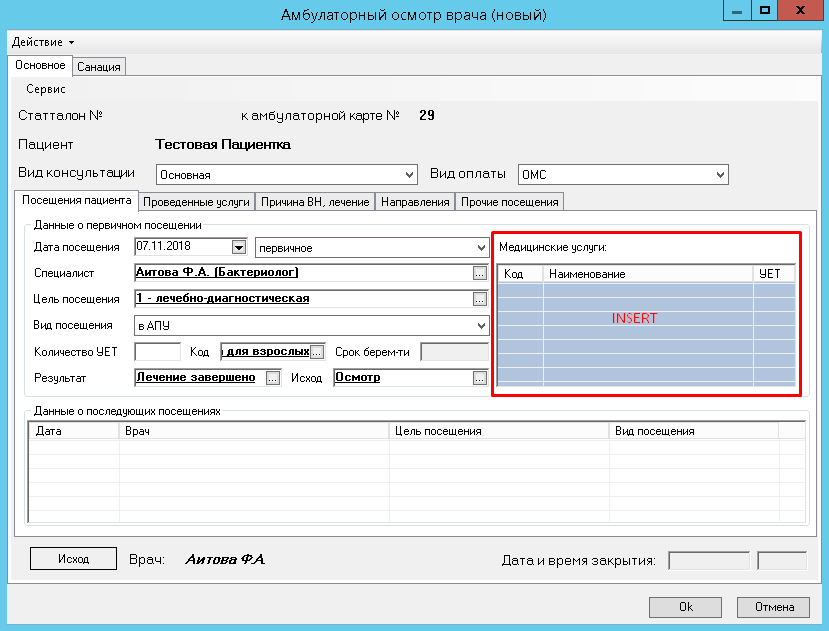 Амбулаторный осмотр врача (новый)
Действие
Основное Санация
Сервис
Статталон № к амбулаторной карте № 29
Пациент Тестовая Пациентка
Вид консультации Основная Вид оплаты ОМС
Посещения пациента Проведенные услуги Причина ВН, лечение Направления Прочие посещения
Данные о первичном посещении
Дата посещения 07.11.2018 первичное Медицинские услуги:
Специалист Аитова Ф.А. (Бактериолог) ... Код Наименование УЕТ
Цель посещения 1 - лечебно-диагностическая ...
Вид посещения в АПУ INSERT
Количество УЕТ Код для взрослых ... Срок берем-ти
Результат Лечение завершено ... Исход Осмотр ...
Данные о последующих посещениях
Дата Врач Цель посещения Вид посещения
Исход Врач: Аитова Ф.А. Дата и время закрытия:
Ok Отмена